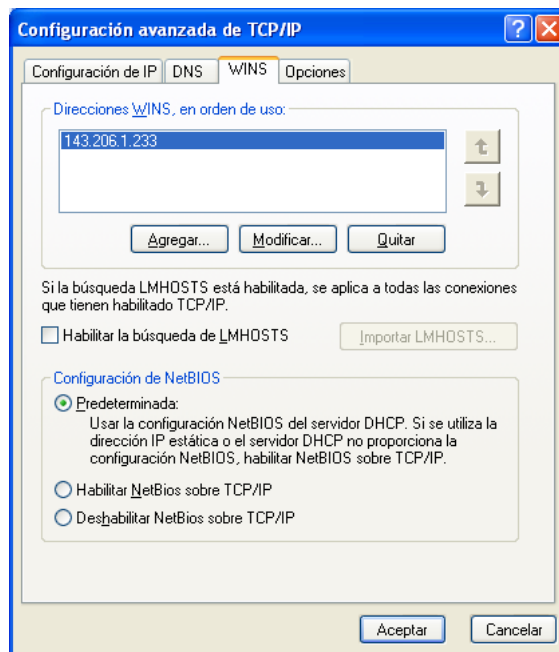 Configuración avanzada de TCP/IP
Configuración de IP DNS WINS Opciones
Direcciones WINS, en orden de uso:
143.206.1.233
Agregar... Modificar... Quitar
Si la búsqueda LMHOSTS está habilitada, se aplica a todas las conexiones
que tienen habilitado TCP/IP.
Habilitar la búsqueda de LMHOSTS Importar LMHOSTS...
Configuración de NetBIOS
Predeterminada:
Usar la configuración NetBIOS del servidor DHCP. Si se utiliza la
dirección IP estática o el servidor DHCP no proporciona la
configuración NetBIOS, habilitar NetBIOS sobre TCP/IP.
Habilitar NetBios sobre TCP/IP
Deshabilitar NetBios sobre TCP/IP
Aceptar Cancelar